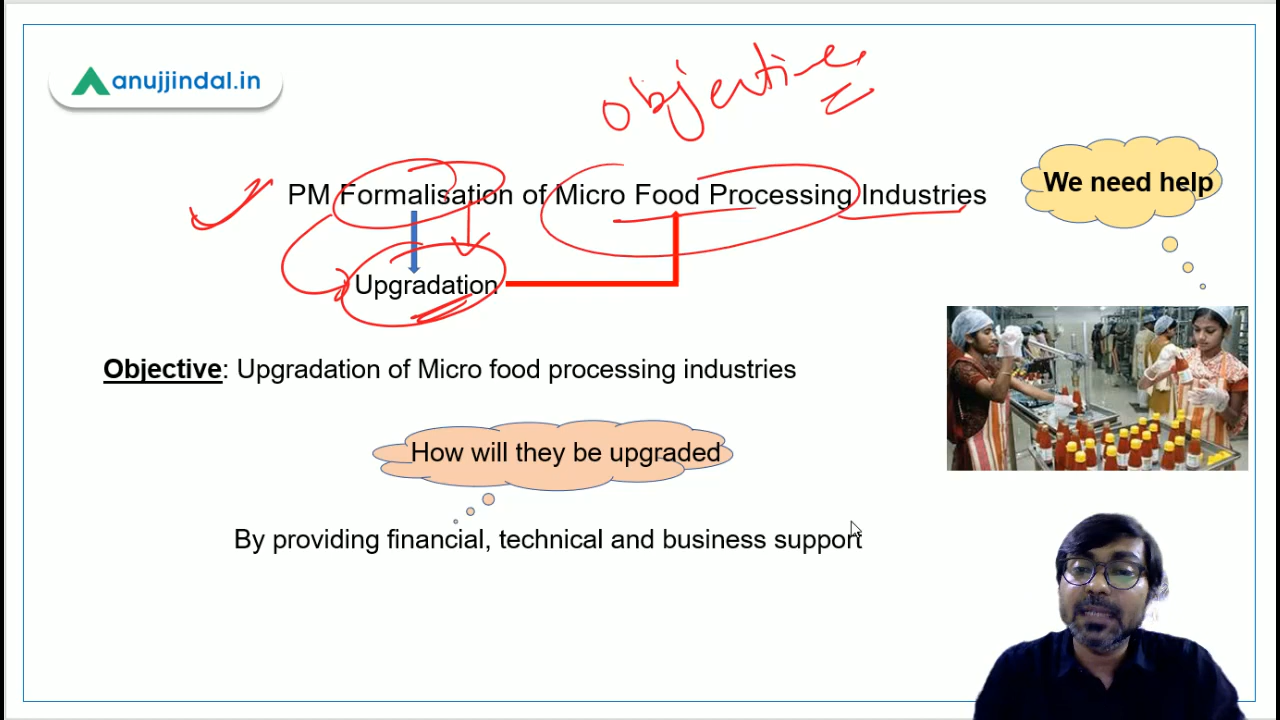 anujjindal.in
objective
PM Formalisation of Micro Food Processing Industries
We need help
Upgradation
Objective: Upgradation of Micro food processing industries
How will they be upgraded
By providing financial, technical and business support